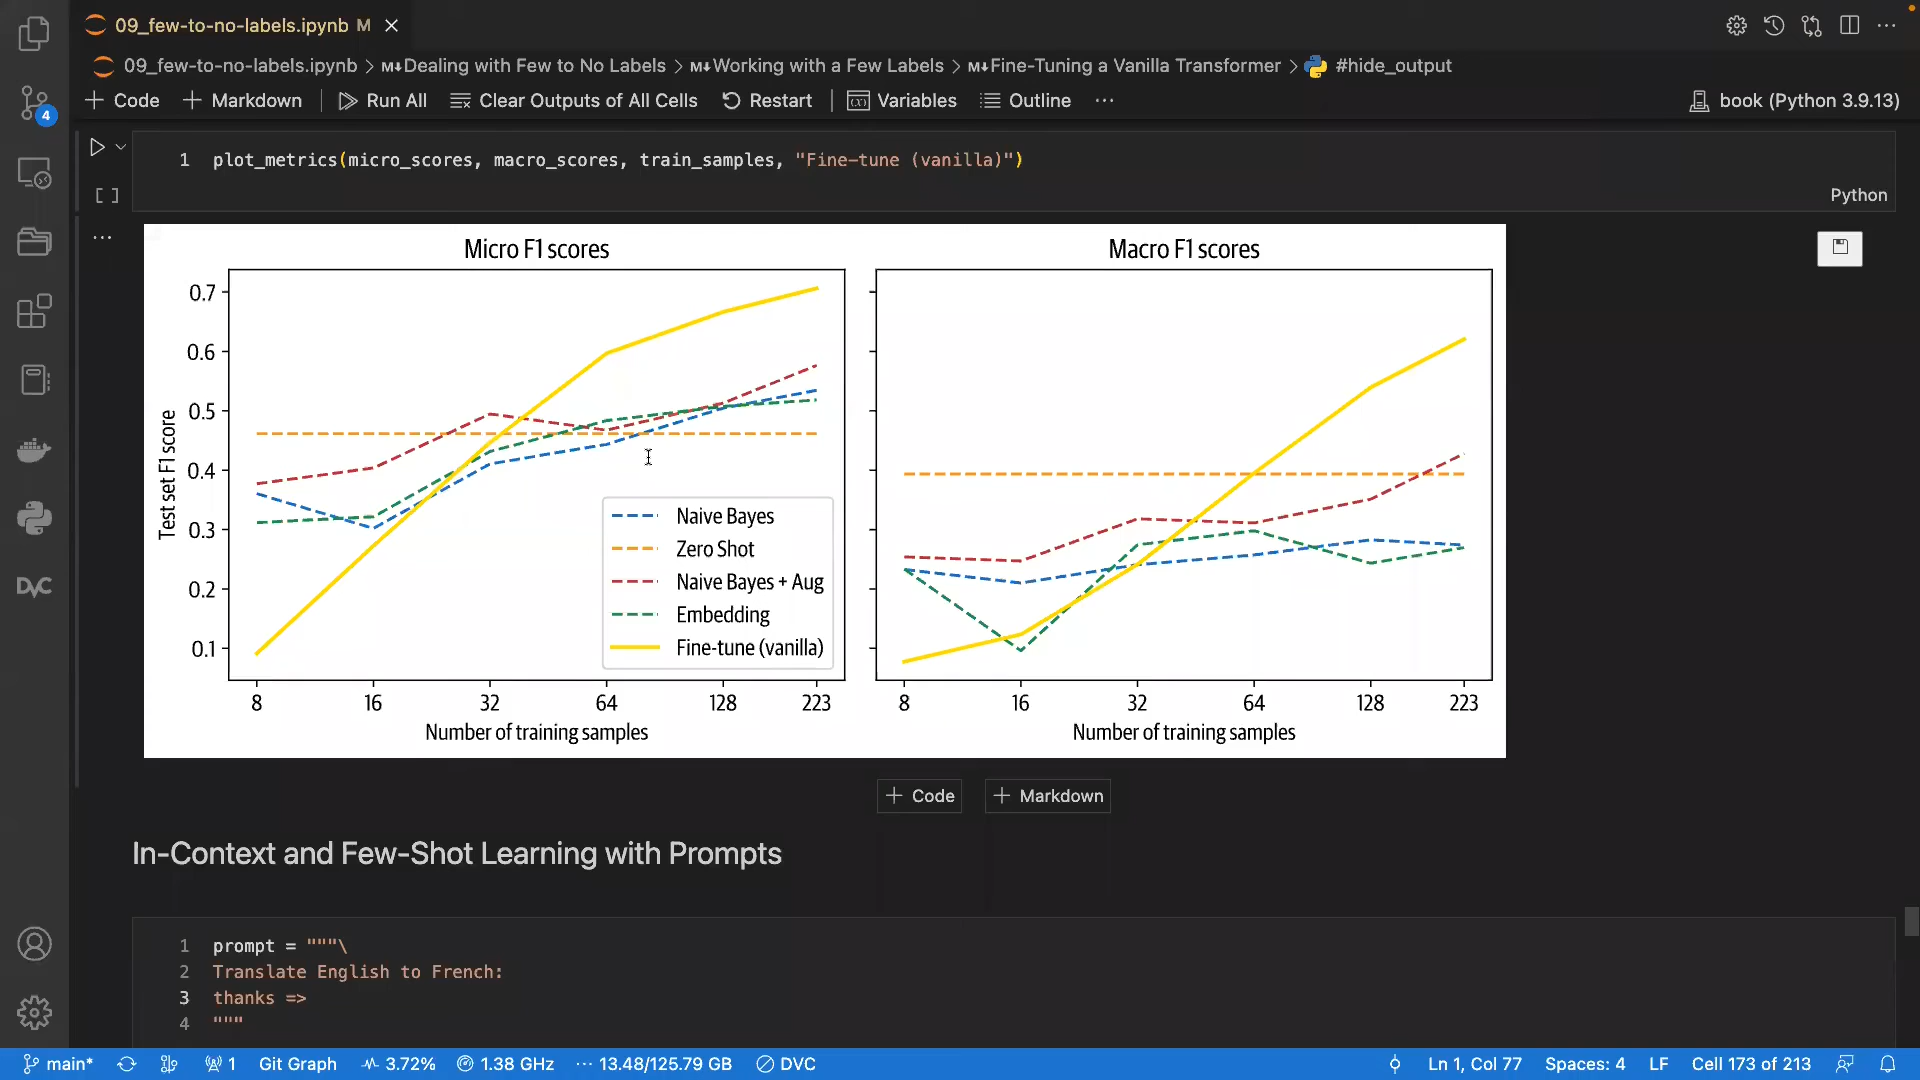 09_few-to-no-labels.ipynb M
09_few-to-no-labels.ipynb > M↓Dealing with Few to No Labels > M↓Working with a Few Labels > M↓Fine-Tuning a Vanilla Transformer > #hide_output
+ Code + Markdown Run All Clear Outputs of All Cells Restart Variables Outline ... book (Python 3.9.13)
4
1 plot_metrics(micro_scores, macro_scores, train_samples, "Fine-tune (vanilla)")
[ ]
Python
...
Micro F1 scores
Test set F1 score
0.7
0.6
0.5
0.4
0.3
0.2
0.1
Naive Bayes
Zero Shot
Naive Bayes + Aug
Embedding
Fine-tune (vanilla)
8 16 32 64 128 223
Number of training samples
Macro F1 scores
8 16 32 64 128 223
Number of training samples
DVC
+ Code + Markdown
In-Context and Few-Shot Learning with Prompts
1 prompt = """\
2 Translate English to French:
3 thanks =>
4 """
main* 1 Git Graph 3.72% 1.38 GHz ··· 13.48/125.79 GB DVC Ln 1, Col 77 Spaces: 4 LF Cell 173 of 213